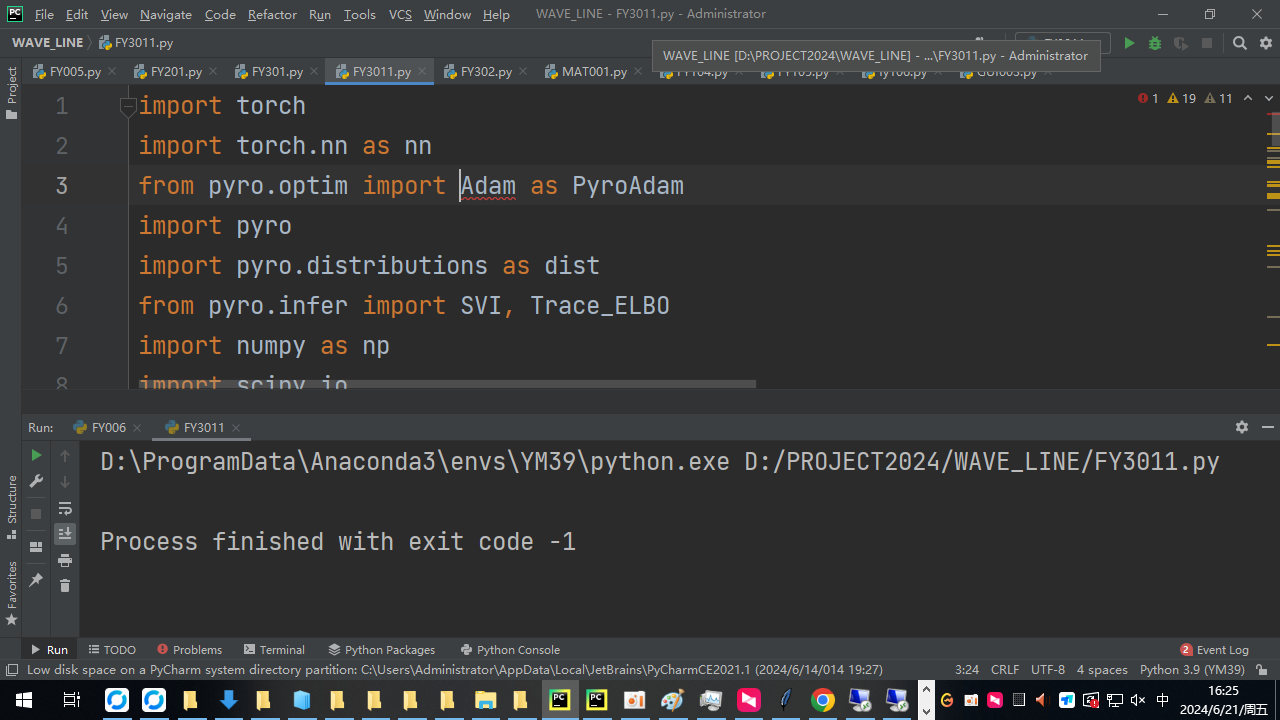 File Edit View Navigate Code Refactor Run Tools VCS Window Help WAVE_LINE - FY3011.py - Administrator
WAVE_LINE FY3011.py
WAVE_LINE [D:\PROJECT2024\WAVE_LINE] - ...\FY3011.py - Administrator
FY005.py FY201.py FY301.py FY3011.py FY302.py MAT001.py
Project
1 19 11
1 import torch
2 import torch.nn as nn
3 from pyro.optim import Adam as PyroAdam
4 import pyro
5 import pyro.distributions as dist
6 from pyro.infer import SVI, Trace_ELBO
7 import numpy as np
8 import scipy.io
Run: FY006 FY3011
D:\ProgramData\Anaconda3\envs\YM39\python.exe D:/PROJECT2024/WAVE_LINE/FY3011.py
Process finished with exit code -1
Structure
Favorites
Run TODO Problems Terminal Python Packages Python Console 2 Event Log
Low disk space on a PyCharm system directory partition: C:\Users\Administrator\AppData\Local\JetBrains\PyCharmCE2021.1 (2024/6/14/014 19:27) 3:24 CRLF UTF-8 4 spaces Python 3.9 (YM39)
中
16:25
2024/6/21/周五